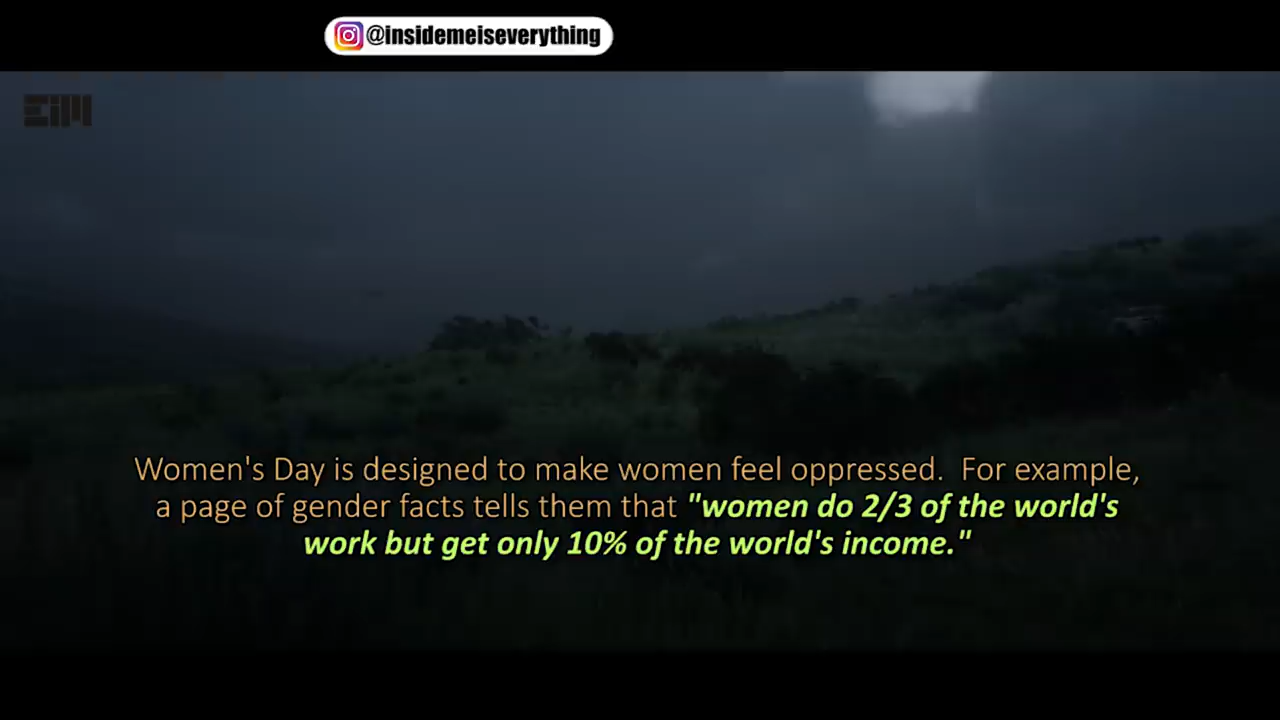 @insidemeiseverything
EiM
Women's Day is designed to make women feel oppressed.  For example,
a page of gender facts tells them that "women do 2/3 of the world's
work but get only 10% of the world's income."